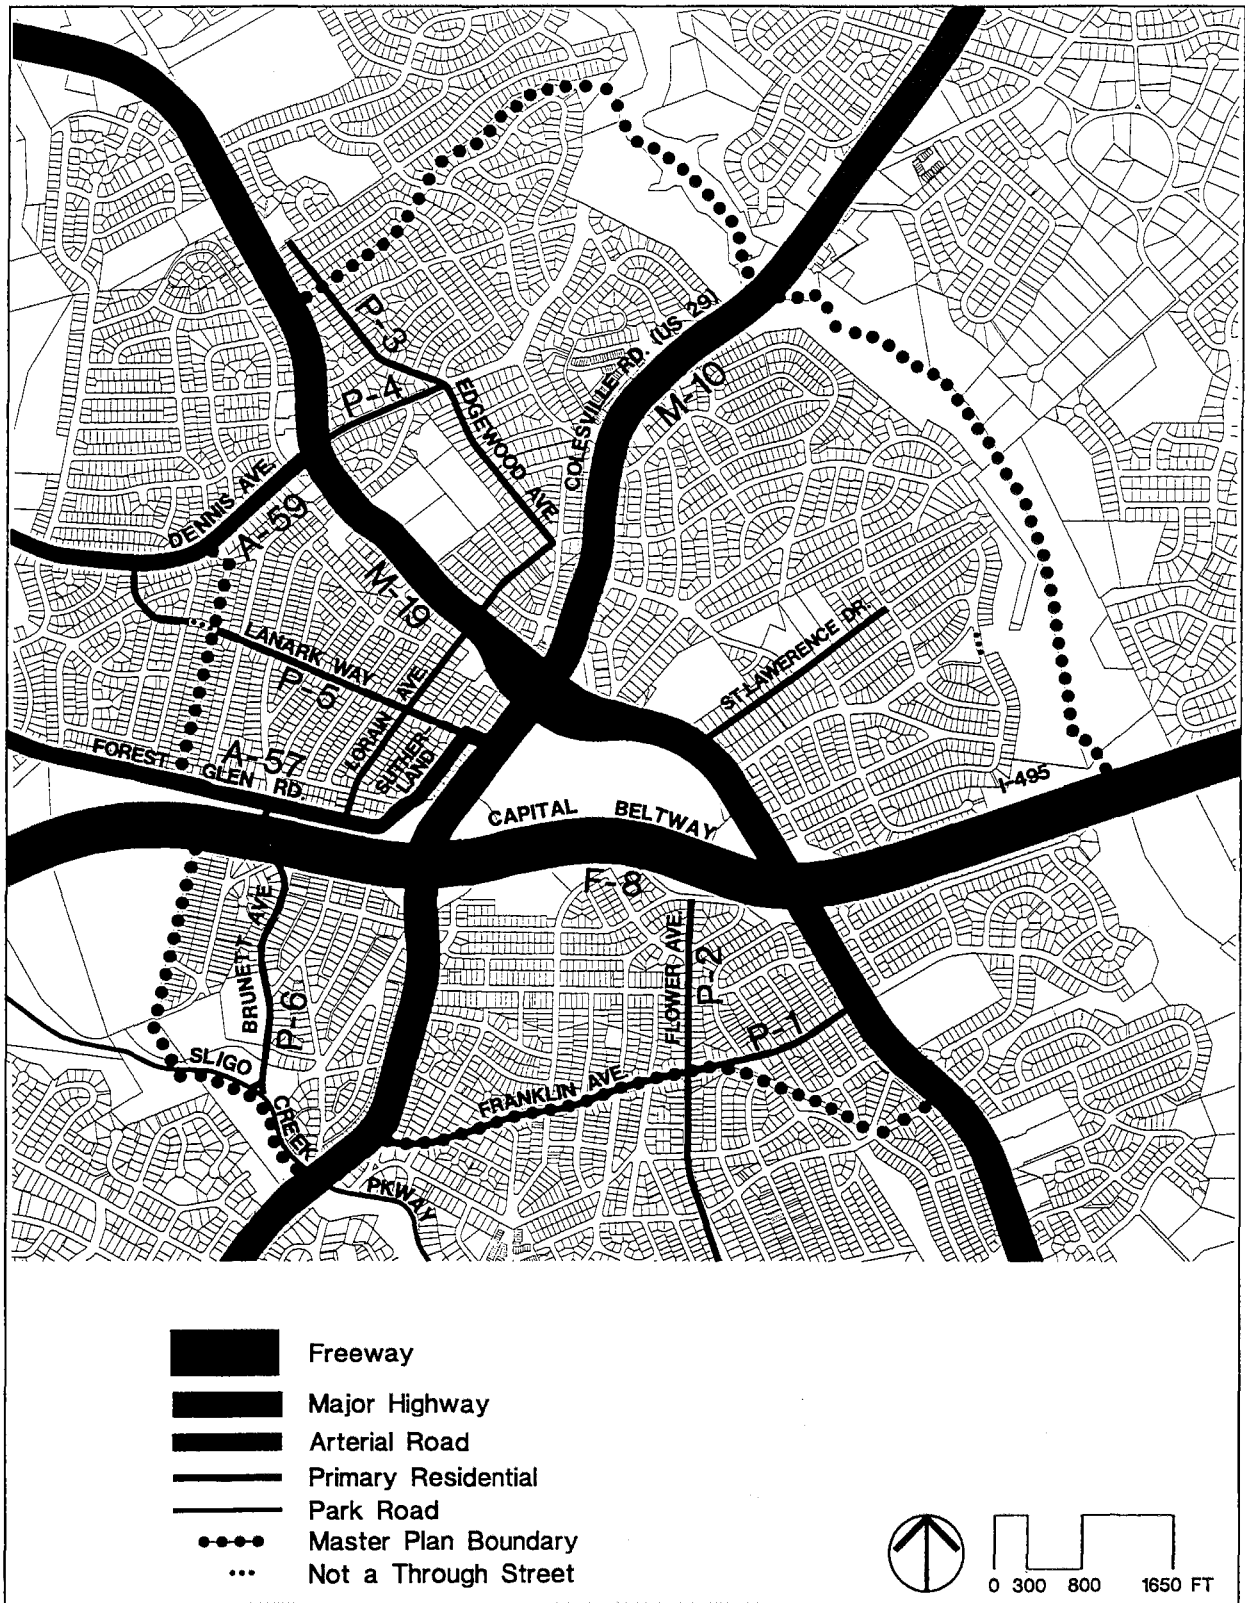 P-3
P-4
EDGEWOOD AVE.
COLESVILLE RD. (US 29)
M-10
DENNIS AVE.
A-59
M-19
LANARK WAY
P-5
LORAIN AVE.
SUTHER-
LAND
ST. LAWERENCE DR.
FOREST GLEN RD.
A-57
I-495
CAPITAL BELTWAY
F-8
BRUNETT AVE.
P-6
FLOWER AVE.
P-2
P-1
FRANKLIN AVE.
SLIGO CREEK PKWAY
Freeway
Major Highway
Arterial Road
Primary Residential
Park Road
Master Plan Boundary
Not a Through Street
0 300 800 1650 FT